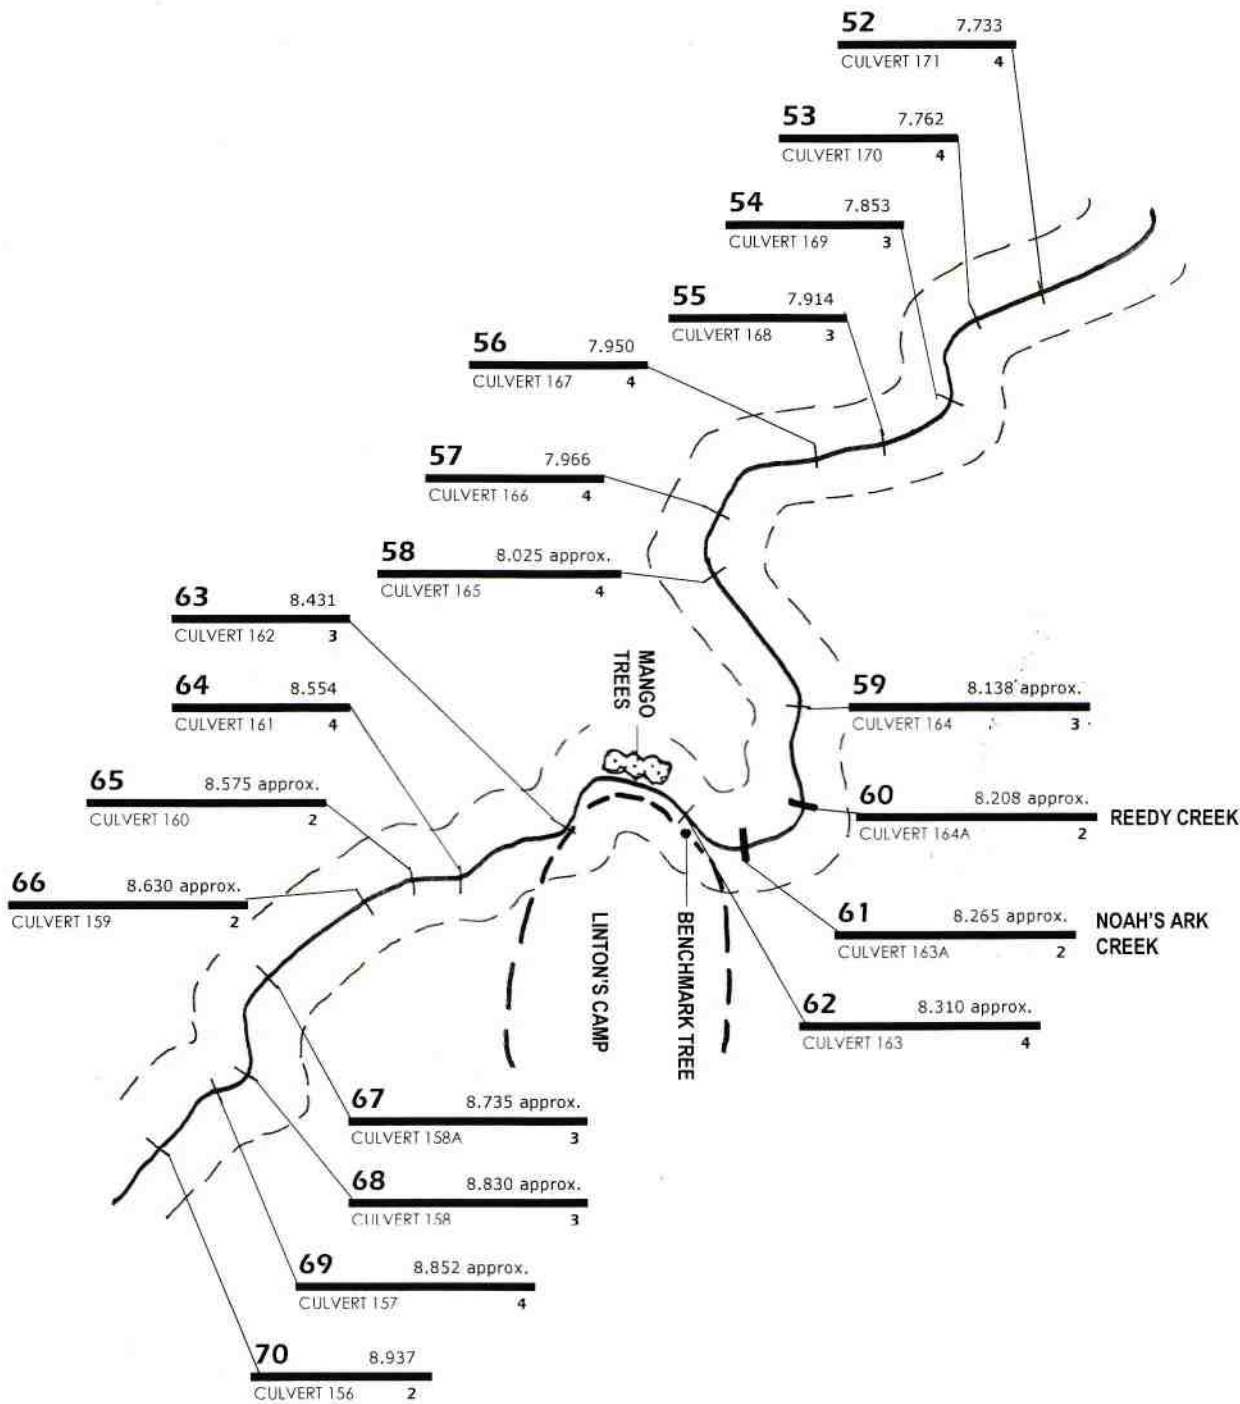 52 7.733
CULVERT 171 4
53 7.762
CULVERT 170 4
54 7.853
CULVERT 169 3
55 7.914
CULVERT 168 3
56 7.950
CULVERT 167 4
57 7.966
CULVERT 166 4
58 8.025 approx.
CULVERT 165 4
63 8.431
CULVERT 162 3
64 8.554
CULVERT 161 4
65 8.575 approx.
CULVERT 160 2
66 8.630 approx.
CULVERT 159 2
MANGO
TREES
59 8.138 approx.
CULVERT 164 3
60 8.208 approx.
CULVERT 164A 2
REEDY CREEK
61 8.265 approx.
CULVERT 163A 2
NOAH'S ARK
CREEK
62 8.310 approx.
CULVERT 163 4
LINTON'S CAMP
BENCHMARK TREE
67 8.735 approx.
CULVERT 158A 3
68 8.830 approx.
CULVERT 158 3
69 8.852 approx.
CULVERT 157 4
70 8.937
CULVERT 156 2